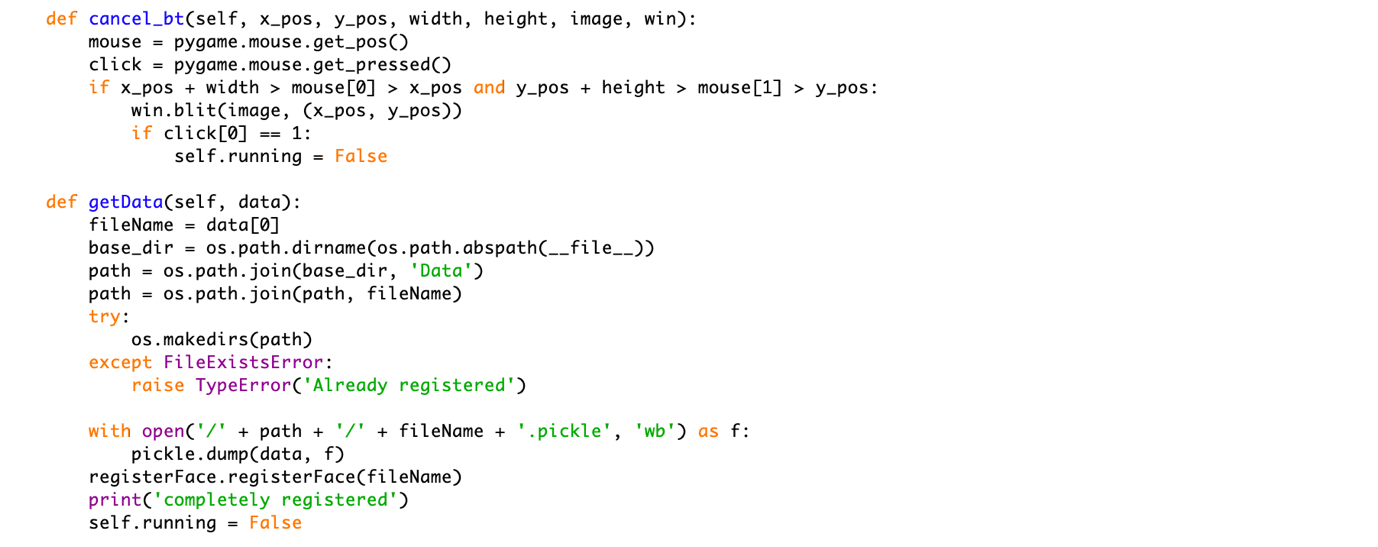 def cancel_bt(self, x_pos, y_pos, width, height, image, win):
    mouse = pygame.mouse.get_pos()
    click = pygame.mouse.get_pressed()
    if x_pos + width > mouse[0] > x_pos and y_pos + height > mouse[1] > y_pos:
        win.blit(image, (x_pos, y_pos))
        if click[0] == 1:
            self.running = False

def getData(self, data):
    fileName = data[0]
    base_dir = os.path.dirname(os.path.abspath(__file__))
    path = os.path.join(base_dir, 'Data')
    path = os.path.join(path, fileName)
    try:
        os.makedirs(path)
    except FileExistsError:
        raise TypeError('Already registered')

    with open('/' + path + '/' + fileName + '.pickle', 'wb') as f:
        pickle.dump(data, f)
    registerFace.registerFace(fileName)
    print('completely registered')
    self.running = False